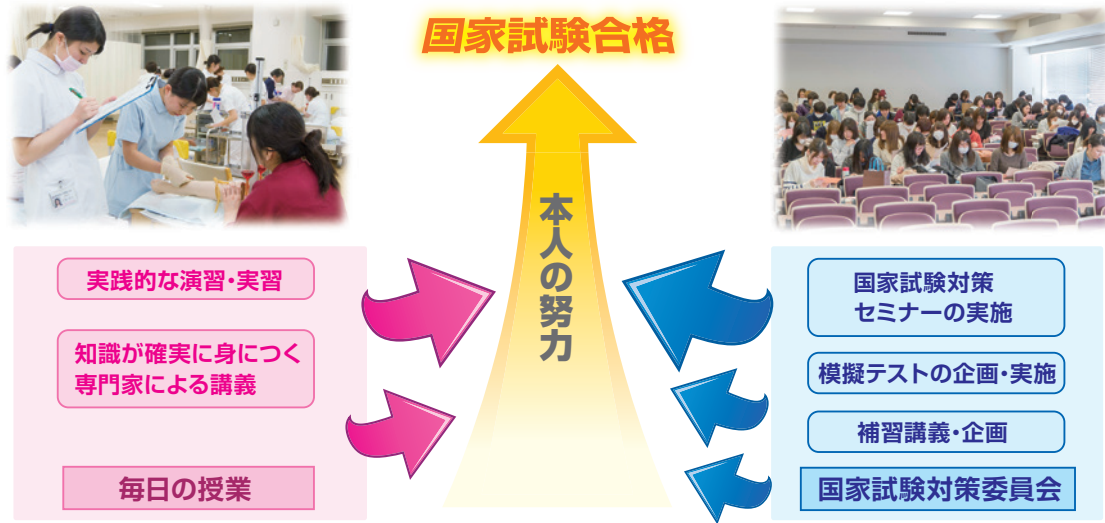 国家試験合格
本人の努力
実践的な演習・実習
知識が確実に身につく
専門家による講義
毎日の授業
国家試験対策
セミナーの実施
模擬テストの企画・実施
補習講義・企画
国家試験対策委員会